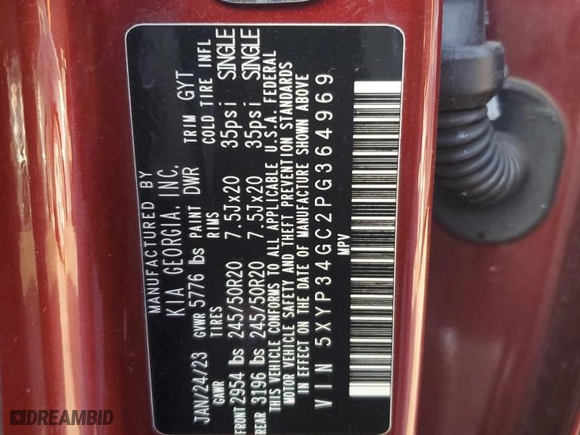 MANUFACTURED BY
KIA GEORGIA. INC.
JAN/24/23 GVWR 5776 lbs PAINT DWR TRIM GYT
GAWR TIRES RIMS COLD TIRE INFL
FRONT 2954 lbs 245/50R20 7.5Jx20 35psi SINGLE
REAR 3196 lbs 245/50R20 7.5Jx20 35psi SINGLE
THIS VEHICLE CONFORMS TO ALL APPLICABLE U.S.A. FEDERAL
MOTOR VEHICLE SAFETY AND THEFT PREVENTION STANDARDS
IN EFFECT ON THE DATE OF MANUFACTURE SHOWN ABOVE
VIN 5XYP34GC2PG364969
MPV
DREAMBID